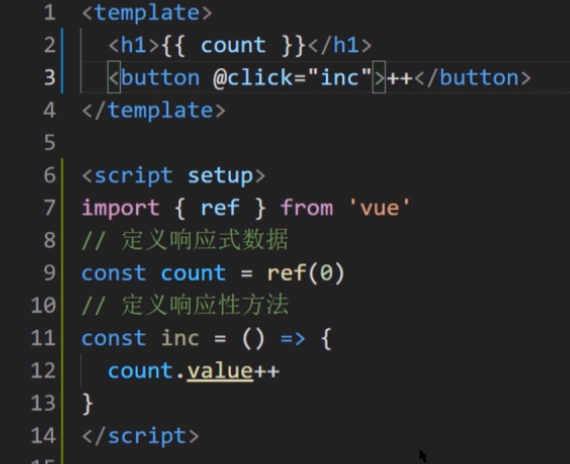 1 <template>
2 <h1>{{ count }}</h1>
3 <button @click="inc">++</button>
4 </template>
5
6 <script setup>
7 import { ref } from 'vue'
8 // 定义响应式数据
9 const count = ref(0)
10 // 定义响应性方法
11 const inc = () => {
12 count.value++
13 }
14 </script>